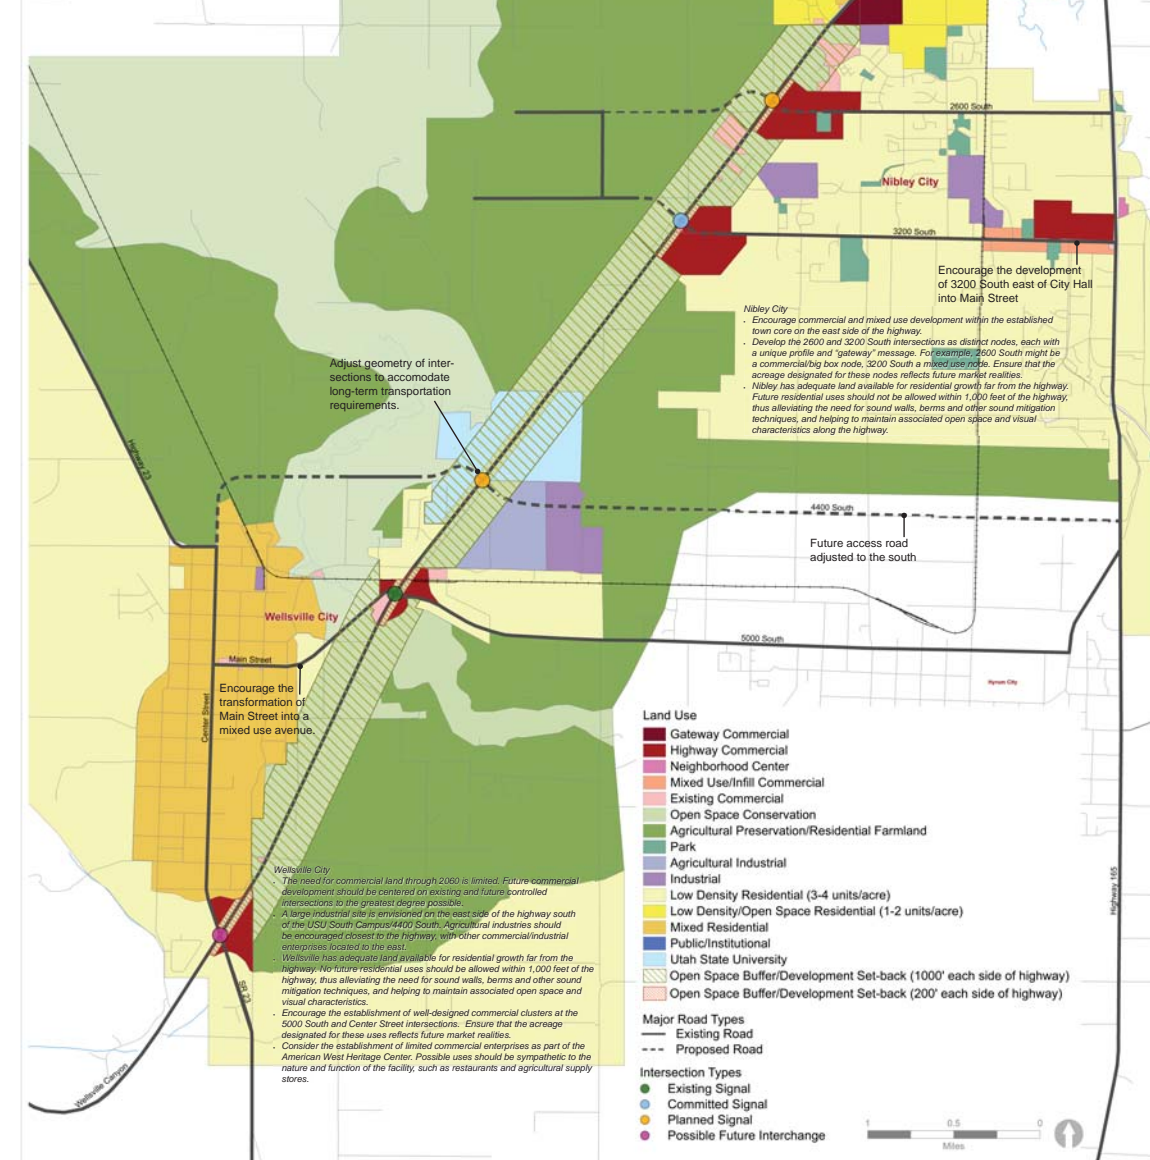 2600 South
Nibley City
3200 South
Encourage the development
of 3200 South east of City Hall
into Main Street
Nibley City
. Encourage commercial and mixed use development within the established
town core on the east side of the highway.
. Develop the 2600 and 3200 South intersections as distinct nodes, each with
a unique profile and “gateway” message. For example, 2600 South might be
a commercial/big box node, 3200 South a mixed use node. Ensure that the
acreage designated for these nodes reflects future market realities.
. Nibley has adequate land available for residential growth far from the highway.
Future residential uses should not be allowed within 1,000 feet of the highway,
thus alleviating the need for sound walls, berms and other sound mitigation
techniques, and helping to maintain associated open space and visual
characteristics along the highway.
Adjust geometry of inter-
sections to accomodate
long-term transportation
requirements.
Highway 23
4400 South
Future access road
adjusted to the south
Wellsville City
5000 South
Main Street
Hyrum City
Encourage the
transformation of
Main Street into a
mixed use avenue.
Center Street
Land Use
Gateway Commercial
Highway Commercial
Neighborhood Center
Mixed Use/Infill Commercial
Existing Commercial
Open Space Conservation
Agricultural Preservation/Residential Farmland
Park
Agricultural Industrial
Industrial
Low Density Residential (3-4 units/acre)
Low Density/Open Space Residential (1-2 units/acre)
Mixed Residential
Public/Institutional
Utah State University
Open Space Buffer/Development Set-back (1000' each side of highway)
Open Space Buffer/Development Set-back (200' each side of highway)
Major Road Types
Existing Road
Proposed Road
Intersection Types
Existing Signal
Committed Signal
Planned Signal
Possible Future Interchange
Highway 165
Wellsville City
. The need for commercial land through 2060 is limited. Future commercial
development should be centered on existing and future controlled
intersections to the greatest degree possible.
. A large industrial site is envisioned on the east side of the highway south
of the USU South Campus/4400 South. Agricultural industries should
be encouraged closest to the highway, with other commercial/industrial
enterprises located to the east.
. Wellsville has adequate land available for residential growth far from the
highway. No future residential uses should be allowed within 1,000 feet of the
highway, thus alleviating the need for sound walls, berms and other sound
mitigation techniques, and helping to maintain associated open space and
visual characteristics.
. Encourage the establishment of well-designed commercial clusters at the
5000 South and Center Street intersections. Ensure that the acreage
designated for these uses reflects future market realities.
. Consider the establishment of limited commercial enterprises as part of the
American West Heritage Center. Possible uses should be sympathetic to the
nature and function of the facility, such as restaurants and agricultural supply
stores.
SR 23
Wellsville Canyon
1 0.5 0
Miles